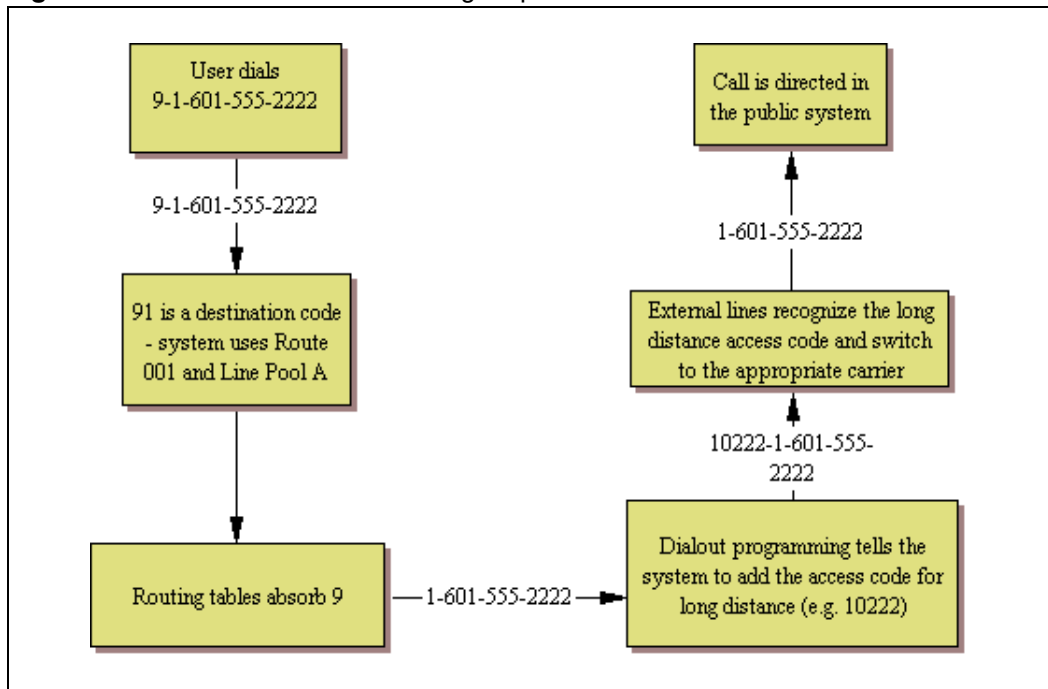 User dials
9-1-601-555-2222
9-1-601-555-2222
91 is a destination code
- system uses Route
001 and Line Pool A
Routing tables absorb 9
1-601-555-2222
Dialout programming tells the
system to add the access code for
long distance (e.g. 10222)
10222-1-601-555-
2222
External lines recognize the long
distance access code and switch
to the appropriate carrier
1-601-555-2222
Call is directed in
the public system